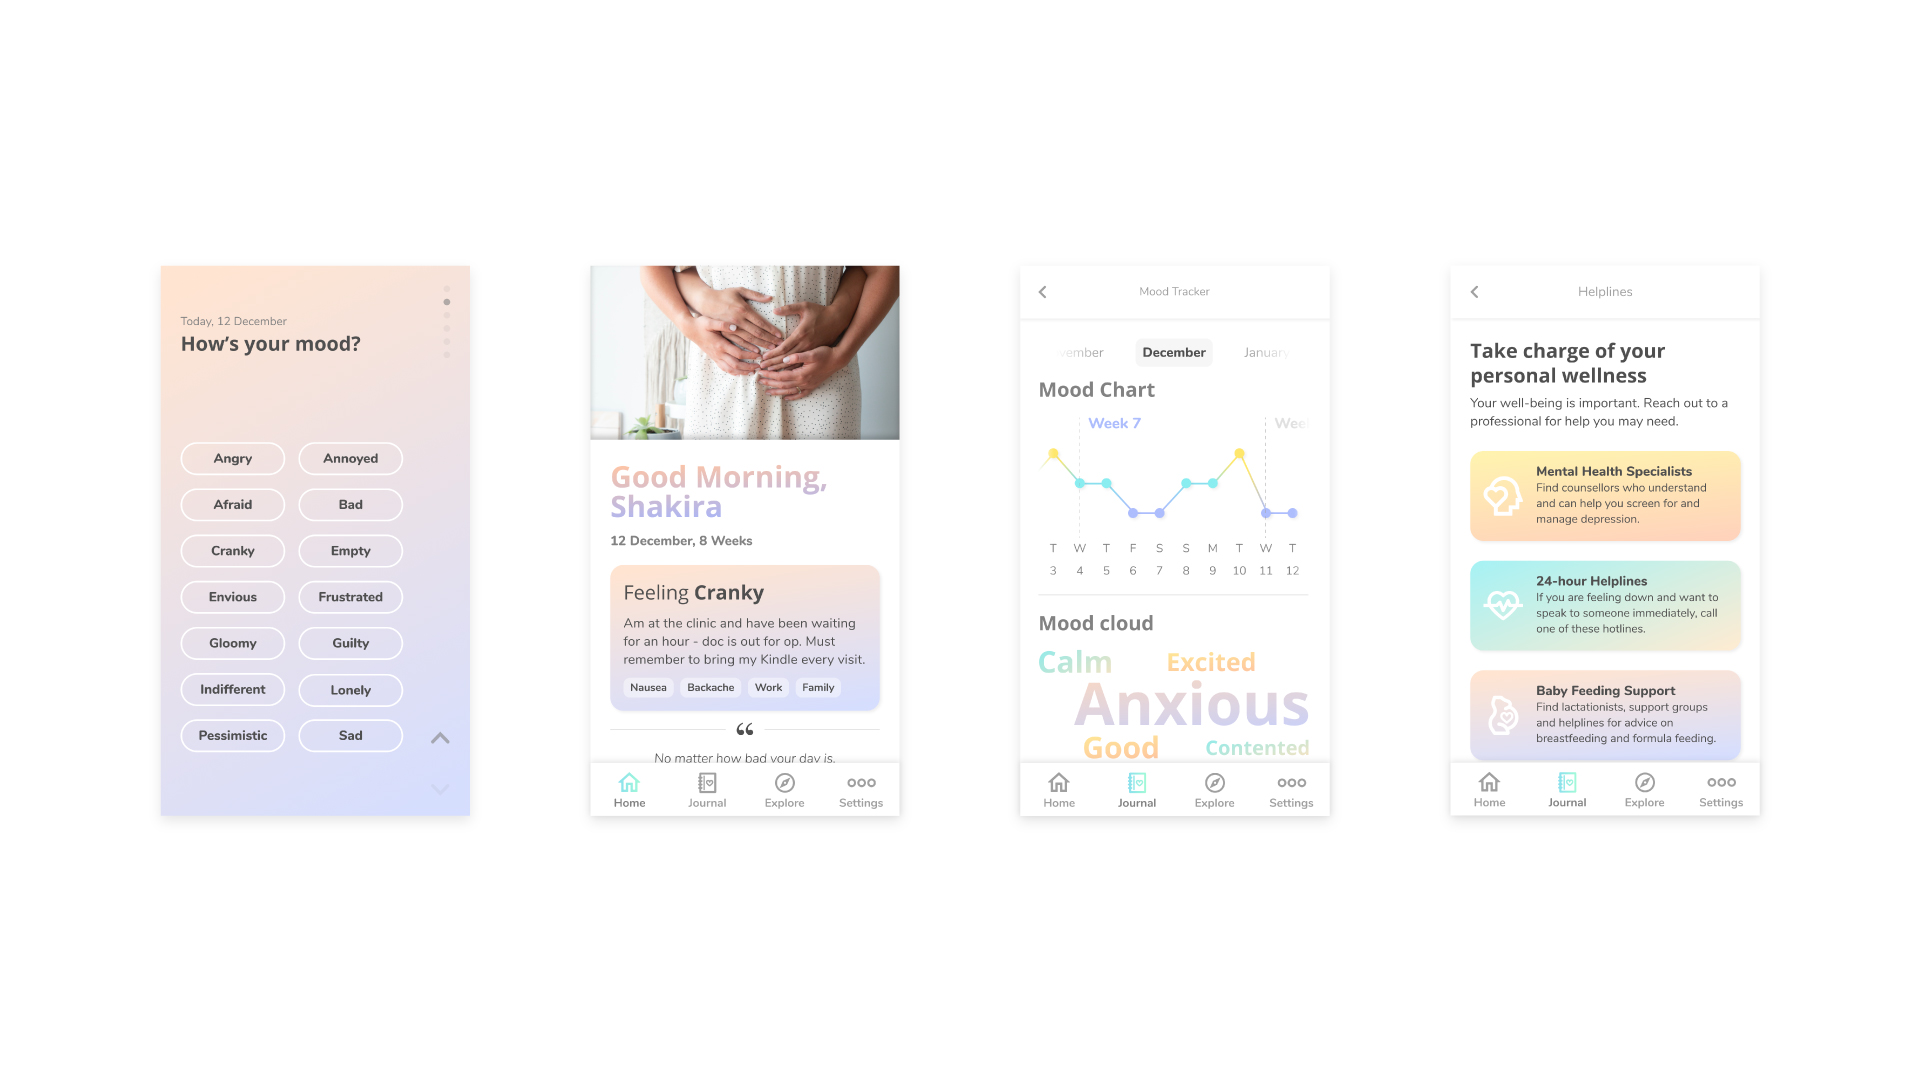 Today, 12 December
How's your mood?
Angry Annoyed
Afraid Bad
Cranky Empty
Envious Frustrated
Gloomy Guilty
Indifferent Lonely
Pessimistic Sad
Good Morning,
Shakira
12 December, 8 Weeks
Feeling Cranky
Am at the clinic and have been waiting
for an hour - doc is out for op. Must
remember to bring my Kindle every visit.
Nausea Backache Work Family
“
No matter how bad your day is,
Home Journal Explore Settings
Mood Tracker
vember December January
Mood Chart
Week 7 Wee
T W T F S S M T W T
3 4 5 6 7 8 9 10 11 12
Mood cloud
Calm Excited
Anxious
Good Contented
Home Journal Explore Settings
Helplines
Take charge of your
personal wellness
Your well-being is important. Reach out to a
professional for help you may need.
Mental Health Specialists
Find counsellors who understand
and can help you screen for and
manage depression.
24-hour Helplines
If you are feeling down and want to
speak to someone immediately, call
one of these hotlines.
Baby Feeding Support
Find lactationists, support groups
and helplines for advice on
breastfeeding and formula feeding.
Home Journal Explore Settings